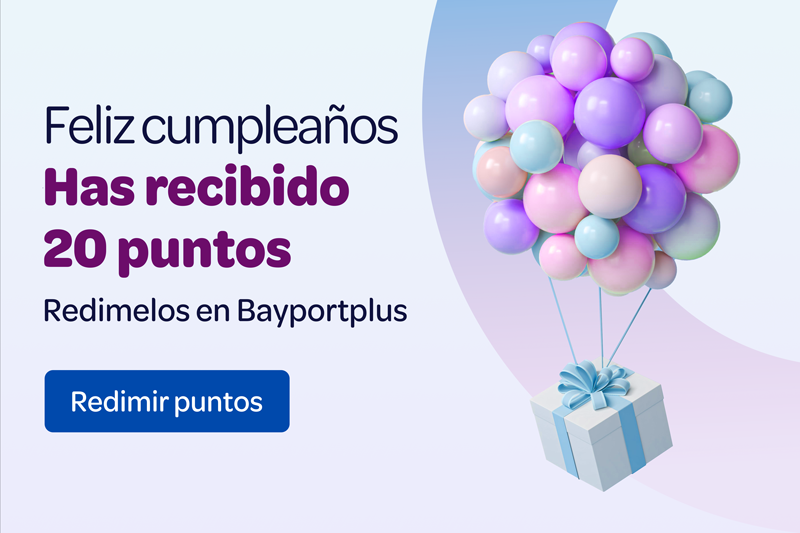 Feliz cumpleaños
Has recibido
20 puntos
Redimelos en Bayportplus
Redimir puntos